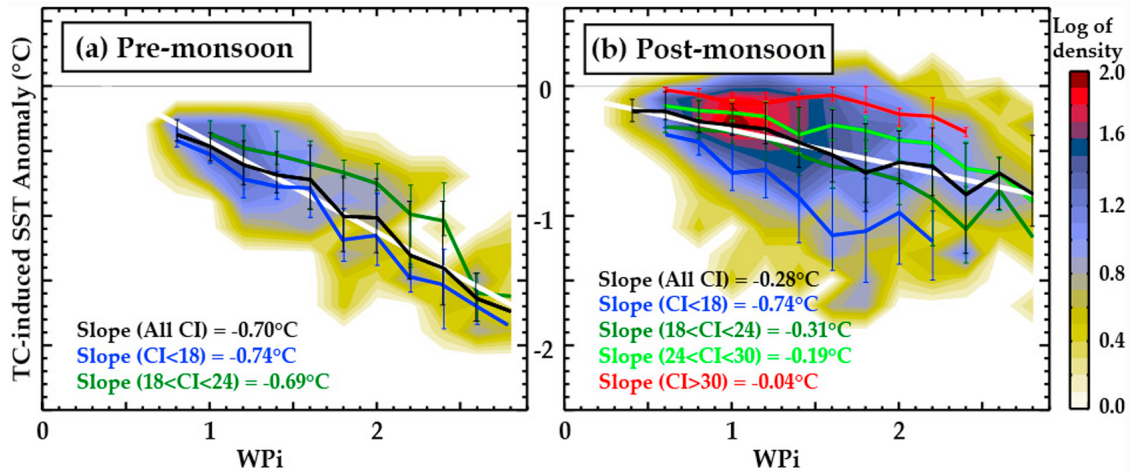 (a) Pre-monsoon
(b) Post-monsoon
Log of
density
TC-induced SST Anomaly (°C)
0
-1
-2
2.0
1.6
1.2
0.8
0.4
0.0
Slope (All CI) = -0.70°C
Slope (CI<18) = -0.74°C
Slope (18<CI<24) = -0.69°C
Slope (All CI) = -0.28°C
Slope (CI<18) = -0.74°C
Slope (18<CI<24) = -0.31°C
Slope (24<CI<30) = -0.19°C
Slope (CI>30) = -0.04°C
0 1 2
0 1 2
WPi
WPi